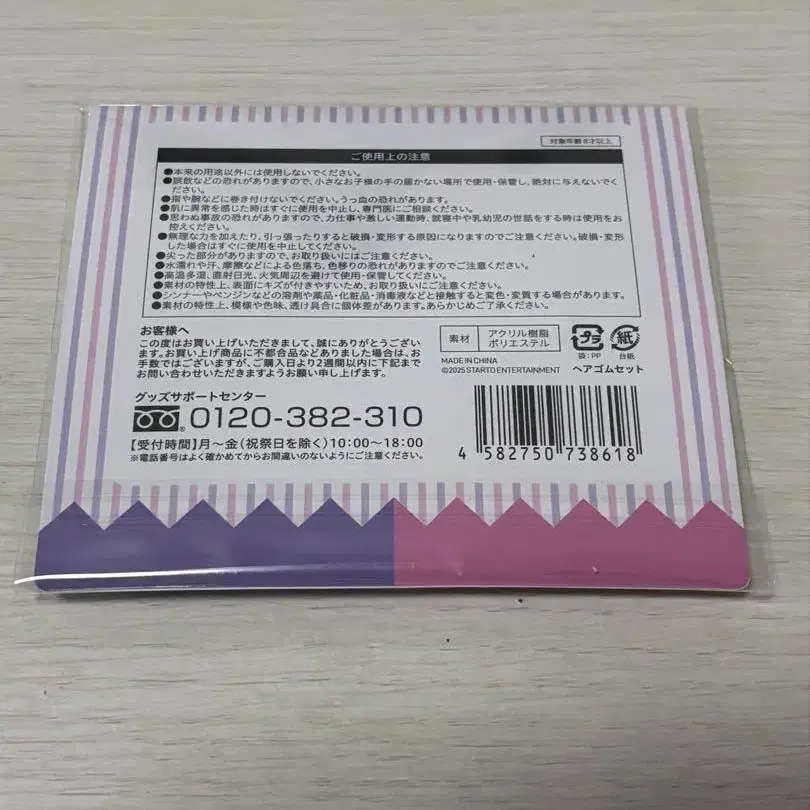 対象年齢6才以上
ご使用上の注意
●本来の用途以外には使用しないでください。
●誤飲などの恐れがありますので、小さなお子様の手の届かない場所で使用・保管し、絶対に与えないでく
ださい。
●指や腕などに巻き付けないでください。うっ血の恐れがあります。
●肌に異常を感じた時はすぐに使用を中止し、専門医にご相談ください。
●思わぬ事故の恐れがありますので、力仕事や激しい運動時、就寝中や乳幼児の世話をする時は使用をお
控えください。
●無理な力を加えたり、引っ張ったりすると破損・変形する原因になりますのでご注意ください。破損・変形
した場合はすぐに使用を中止してください。
●尖った部分がありますので、お取り扱いにはご注意ください。
●水濡れや汗、摩擦などによる色落ち、色移りの恐れがありますのでご注意ください。
●高温多湿、直射日光、火気周辺を避けて使用・保管してください。
●素材の特性上、表面にキズが付きやすいため、お取り扱いにご注意ください。
●シンナーやベンジンなどの溶剤や薬品・化粧品・消毒液などと接触すると変色・変質する場合があります。
●素材の特性上、模様や色味、透け具合に個体差があります。あらかじめご了承ください。
お客様へ
この度はお買い上げいただきまして、誠にありがとうござい
ます。お買い上げ商品に不都合品などありました場合は、お
手数ではございますが、ご購入日より2週間以内に下記まで
お問い合わせいただきますようお願い申し上げます。
グッズサポートセンター
0120-382-310
【受付時間】月〜金(祝祭日を除く)10:00〜18:00
※電話番号はよく確かめてからお間違いのないようにご注意ください。
素材
アクリル樹脂
ポリエステル
プラ
袋:PP
紙
台紙
MADE IN CHINA
©2025 STARTO ENTERTAINMENT
ヘアゴムセット
4 582750 738618